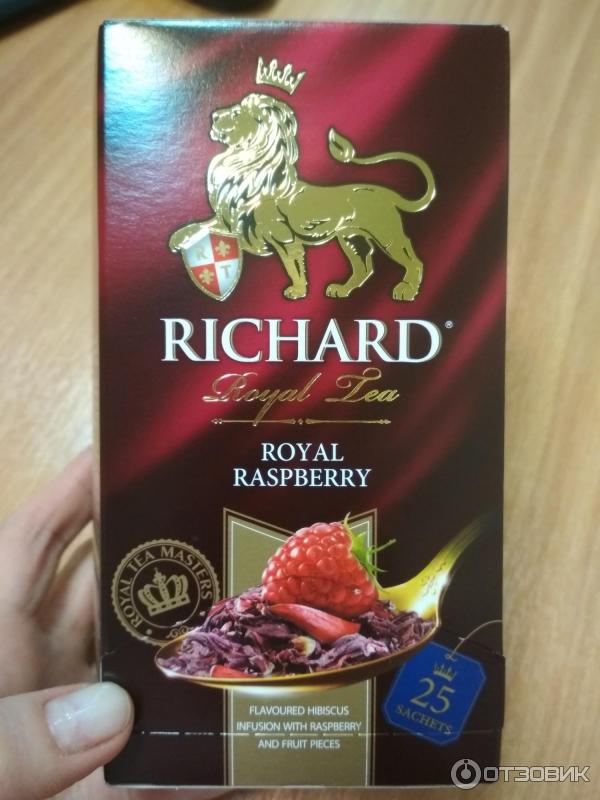 R T
RICHARD®
Royal Tea
ROYAL
RASPBERRY
ROYAL TEA MASTERS
25
SACHETS
FLAVOURED HIBISCUS
INFUSION WITH RASPBERRY
AND FRUIT PIECES
ОТЗОВИК